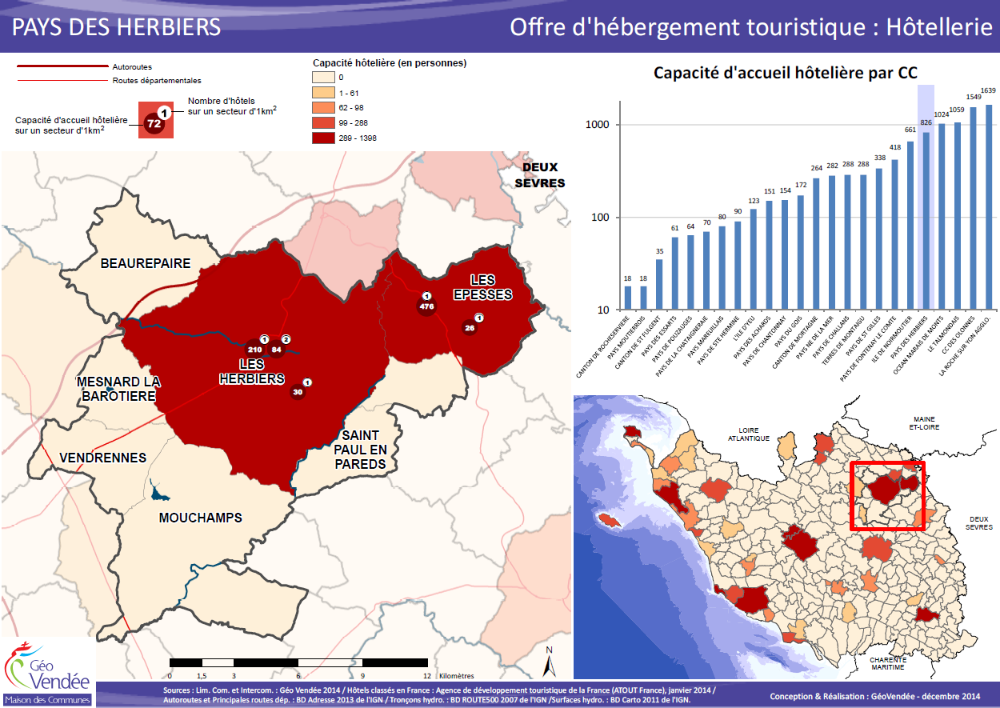 PAYS DES HERBIERS
Offre d'hébergement touristique : Hôtellerie
Autoroutes
Routes départementales
Capacité d'accueil hôtelière
sur un secteur d'1km2
72
1
Nombre d'hôtels
sur un secteur d'1km2
Capacité hôtelière (en personnes)
0
1 - 61
62 - 98
99 - 288
289 - 1398
Capacité d'accueil hôtelière par CC
1000
100
10
18
18
35
61
64
70
80
90
123
151
154
172
264
282
288
288
338
418
661
826
1024
1059
1549
1639
CANTON DE ROCHESERVIERE
PAYS MOUTIERROIS
CANTON DE ST FULGENT
PAYS DES ESSARTS
PAYS DE POUZAUGES
PAYS DE LA CHATAIGNERAIE
PAYS MAREUILLAIS
PAYS DE STE HERMINE
L'ILE D'YEU
PAYS DES ACHARDS
PAYS DE CHANTONNAY
PAYS DU GOIS
CANTON DE MORTAGNE
PAYS NE DE LA MER
PAYS DE CHALLANS
TERRES DE MONTAIGU
PAYS DE ST GILLES
PAYS DE FONTENAY LE COMTE
ILE DE NOIRMOUTIER
PAYS DES HERBIERS
OCEAN MARAIS DE MONTS
LE TALMONDAIS
CC DES OLONNES
LA ROCHE SUR YON AGGLO.
DEUX
SEVRES
BEAUREPAIRE
LES
EPESSES
1
476
1
26
1
210
2
84
LES
HERBIERS
1
30
MESNARD LA
BAROTIERE
VENDRENNES
SAINT
PAUL EN
PAREDS
MOUCHAMPS
LOIRE
ATLANTIQUE
MAINE
ET-LOIRE
DEUX
SEVRES
CHARENTE
MARITIME
N
0 1,5 3 6 9 12 Kilomètres
Géo
Vendée
Maison des Communes
Sources : Lim. Com. et Intercom. : Géo Vendée 2014 / Hôtels classés en France : Agence de développement touristique de la France (ATOUT France), janvier 2014 /
Autoroutes et Principales routes dép. : BD Adresse 2013 de l'IGN / Tronçons hydro. : BD ROUTE500 2007 de l'IGN /Surfaces hydro. : BD Carto 2011 de l'IGN.
Conception & Réalisation : GéoVendée - décembre 2014